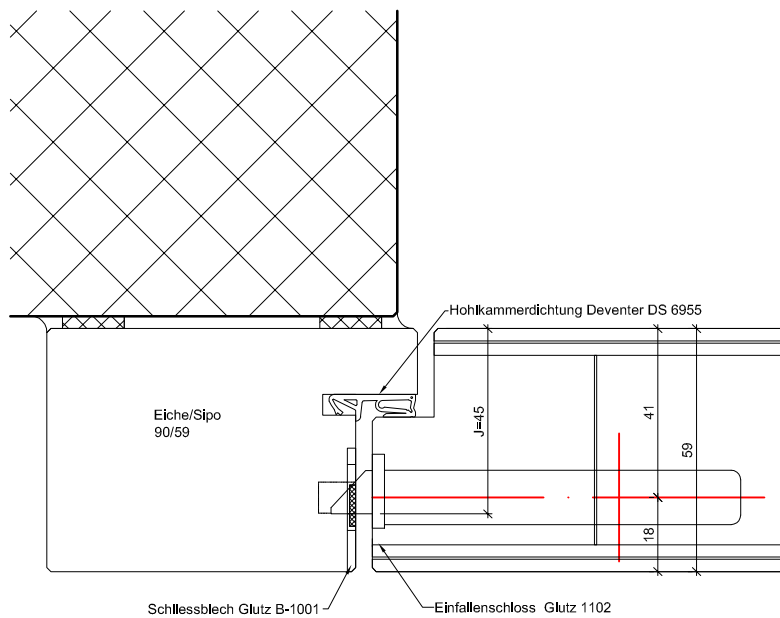 Hohlkammerdichtung Deventer DS 6955
Eiche/Sipo
90/59
J=45
41
59
18
Schllessblech Glutz B-1001
Einfallenschloss Glutz 1102